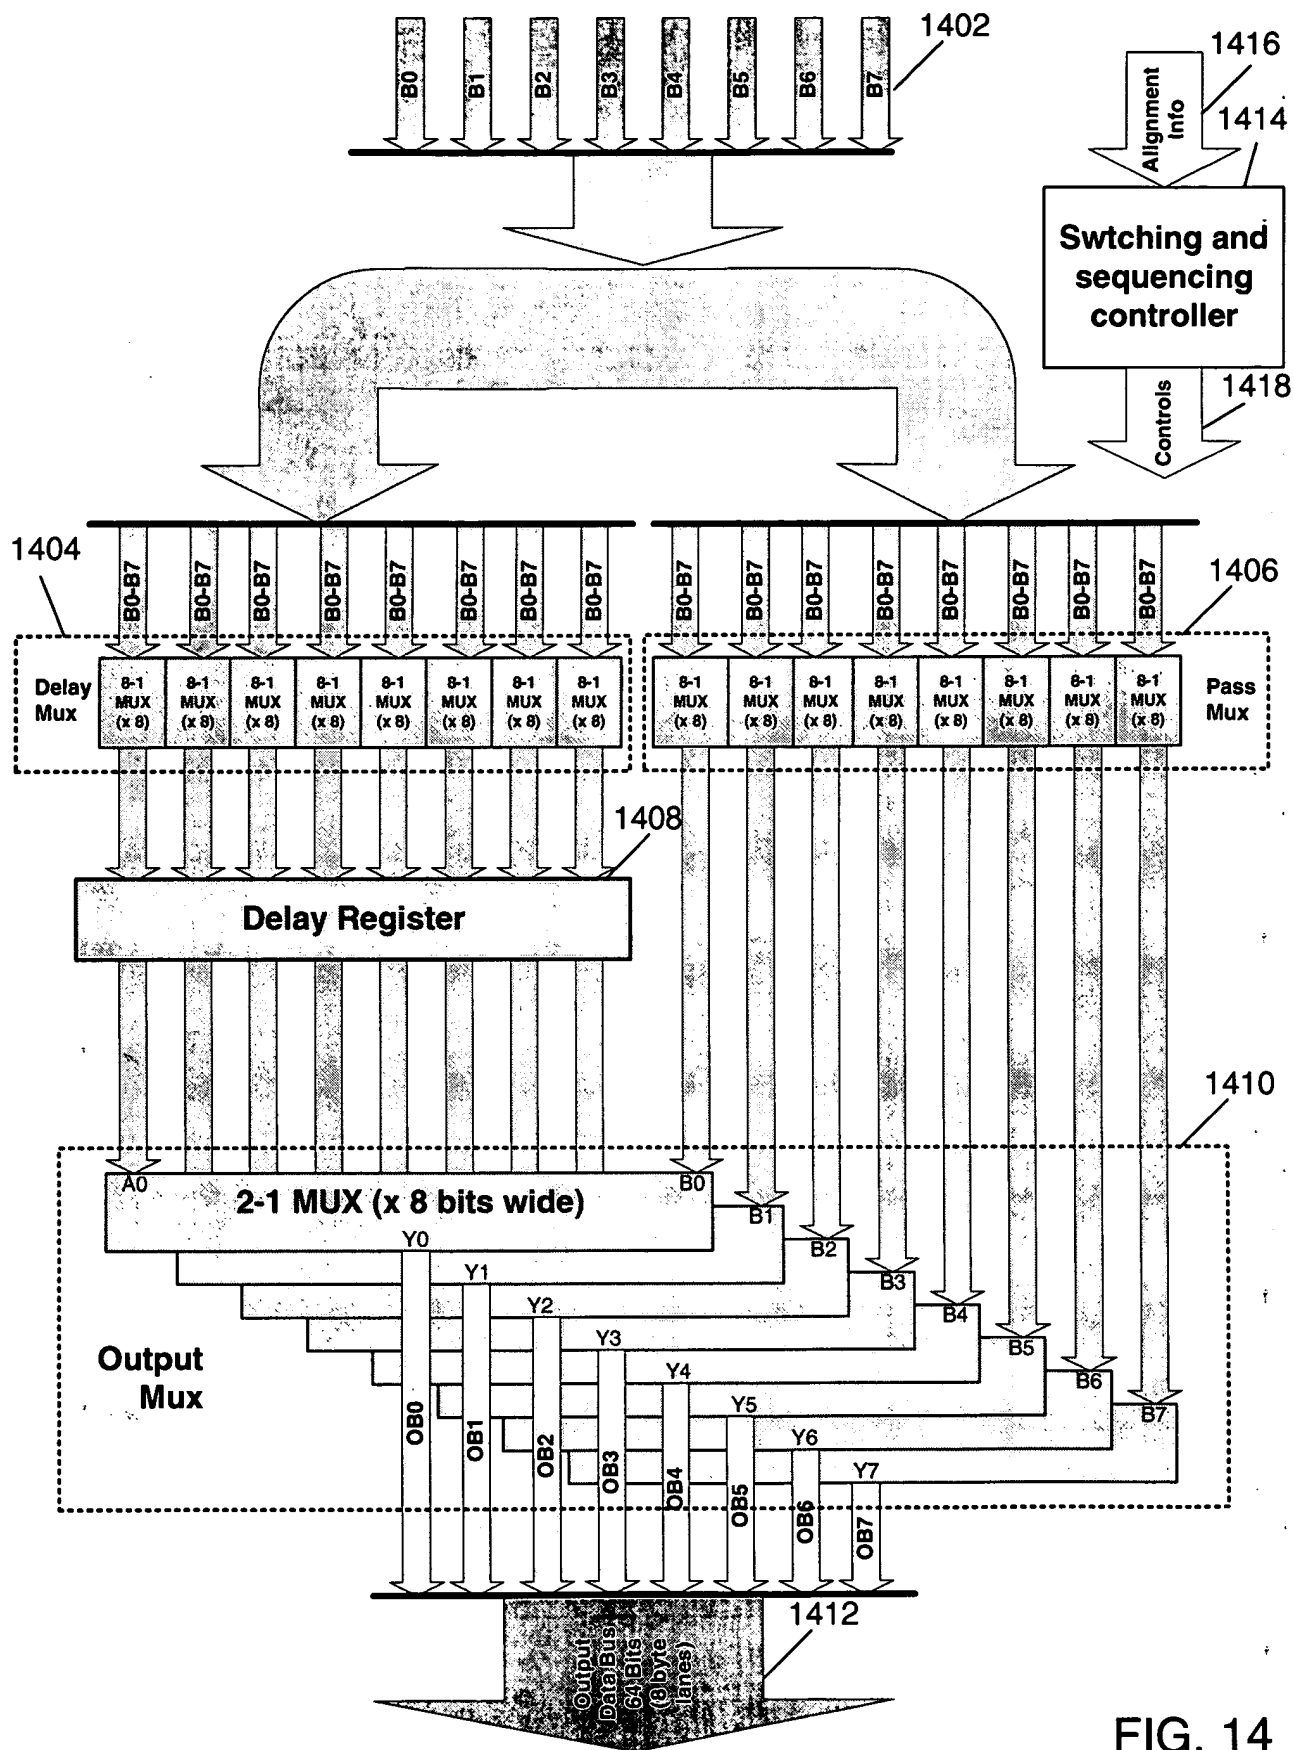 1402
1416
1414
B0 B1 B2 B3 B4 B5 B6 B7
Alignment
Info
Swtching and
sequencing
controller
1418
Controls
1404
1406
B0-B7 B0-B7 B0-B7 B0-B7 B0-B7 B0-B7 B0-B7 B0-B7 B0-B7 B0-B7 B0-B7 B0-B7 B0-B7 B0-B7 B0-B7 B0-B7
Delay
Mux
8-1 8-1 8-1 8-1 8-1 8-1 8-1 8-1 8-1 8-1 8-1 8-1 8-1 8-1 8-1 8-1
MUX MUX MUX MUX MUX MUX MUX MUX MUX MUX MUX MUX MUX MUX MUX MUX
(x 8) (x 8) (x 8) (x 8) (x 8) (x 8) (x 8) (x 8) (x 8) (x 8) (x 8) (x 8) (x 8) (x 8) (x 8) (x 8)
Pass
Mux
1408
Delay Register
1410
A0 B0
2-1 MUX (x 8 bits wide)
B1
Y0
B2
Y1
B3
Y2
B4
Y3
B5
Y4
B6
Y5
B7
Y6
Y7
Output
Mux
OB0 OB1 OB2 OB3 OB4 OB5 OB6 OB7
1412
Output
Data Bus
64 Bits
(8 byte
lanes)
FIG. 14